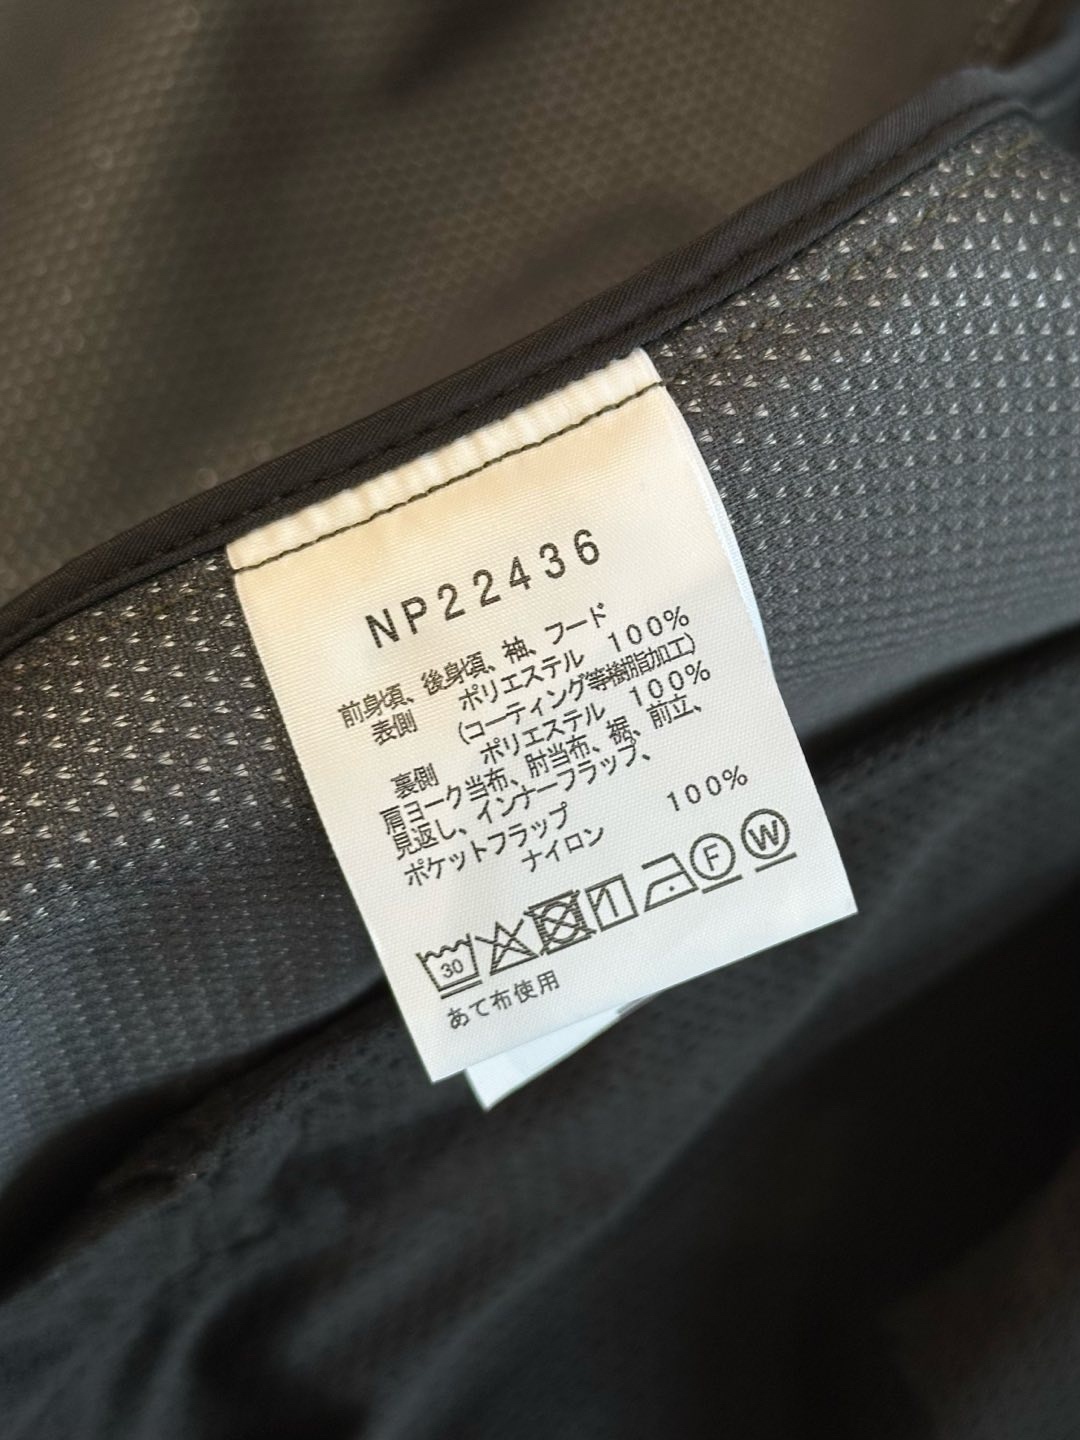 NP22436
前身頃、後身頃、袖、フード
表側 ポリエステル 100%
(コーティング等樹脂加工)
裏側 ポリエステル 100%
肩ヨーク当布、肘当布、裾、前立、
見返し、インナーフラップ、
ポケットフラップ
ナイロン 100%
30 F W
あて布使用